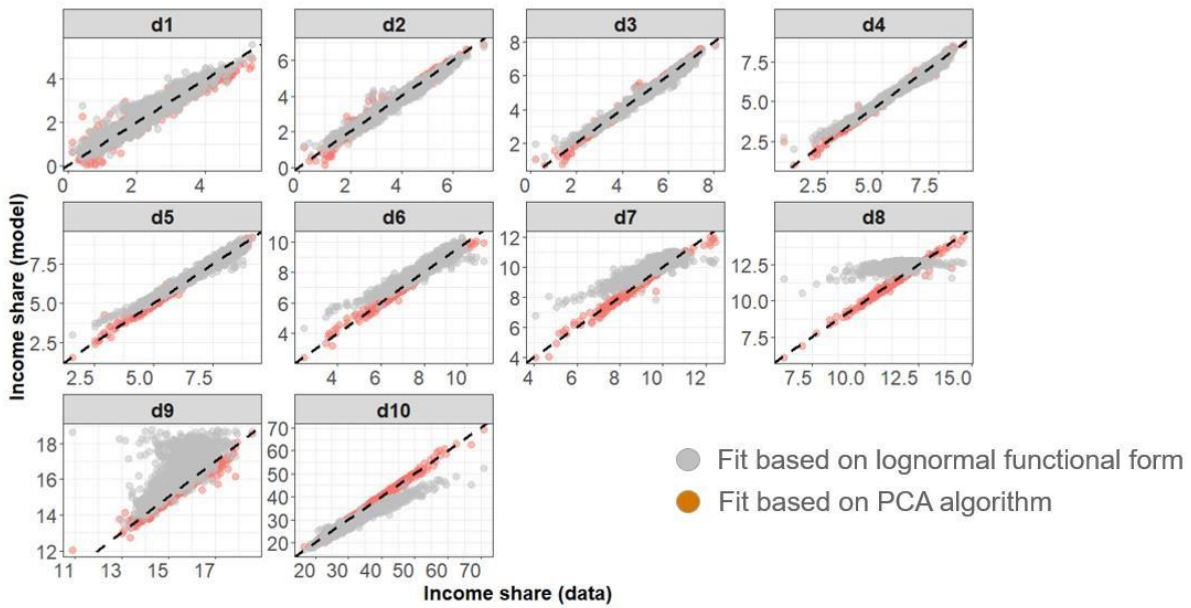 d1
d2
d3
d4
4
2
0
0 2 4
6
4
2
0
0 2 4 6
8
6
4
2
0 2 4 6 8
7.5
5.0
2.5
2.5 5.0 7.5
d5
d6
d7
d8
7.5
5.0
2.5
2.5 5.0 7.5
10
8
6
4
4 6 8 10
12
10
8
6
4
4 6 8 10 12
12.5
10.0
7.5
7.5 10.0 12.5 15.0
d9
d10
18
16
14
12
11 13 15 17
70
60
50
40
30
20
20 30 40 50 60 70
Income share (model)
Income share (data)
Fit based on lognormal functional form
Fit based on PCA algorithm